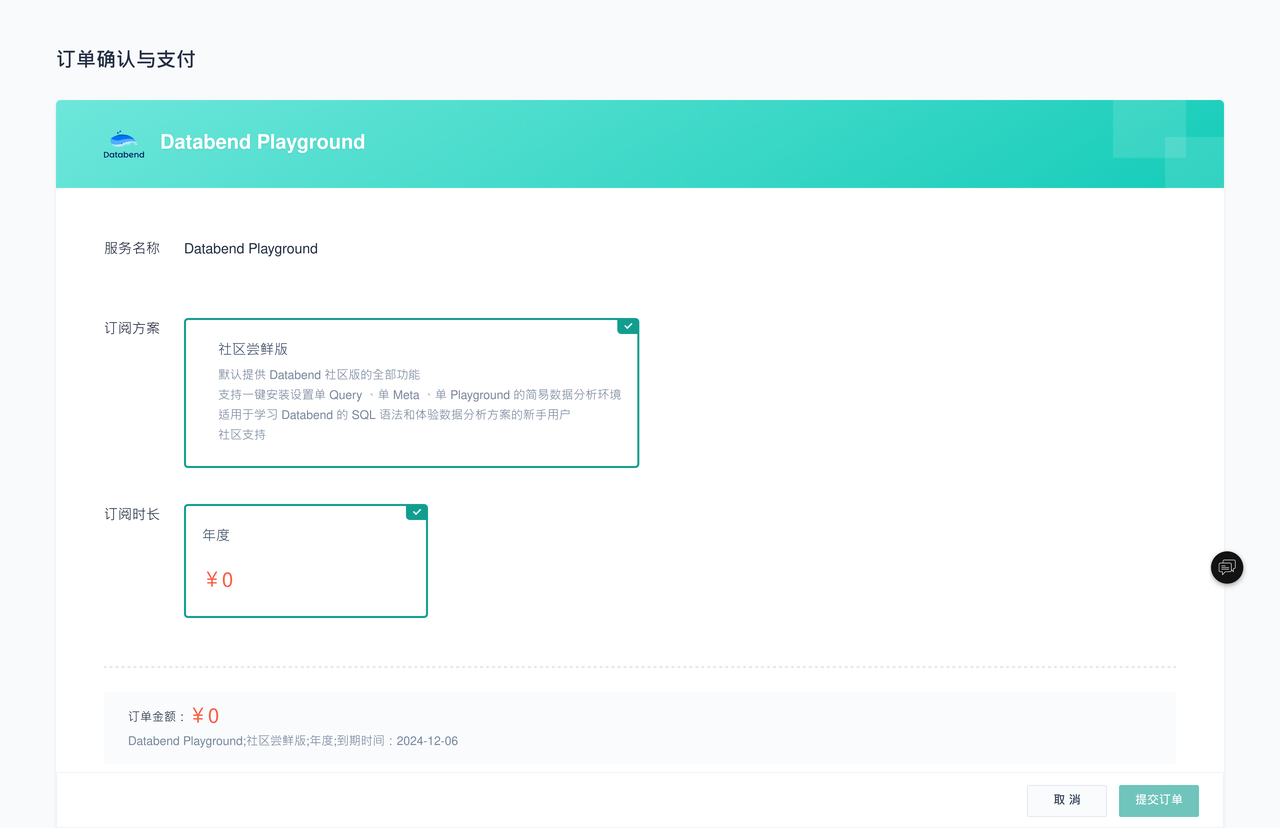 订单确认与支付
Databend
Databend Playground
服务名称 Databend Playground
订阅方案
社区尝鲜版
默认提供 Databend 社区版的全部功能
支持一键安装设置单 Query 、单 Meta 、单 Playground 的简易数据分析环境
适用于学习 Databend 的 SQL 语法和体验数据分析方案的新手用户
社区支持
订阅时长
年度
¥ 0
订单金额： ¥ 0
Databend Playground;社区尝鲜版;年度;到期时间：2024-12-06
取 消
提交订单